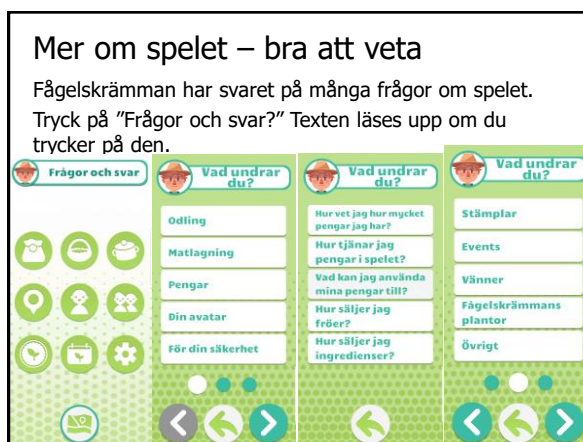 Mer om spelet – bra att veta
Fågelskrämman har svaret på många frågor om spelet.
Tryck på ”Frågor och svar?” Texten läses upp om du
trycker på den.
Frågor och svar
Vad undrar
du?
Odling
Matlagning
Pengar
Din avatar
För din säkerhet
Vad undrar
du?
Hur vet jag hur mycket
pengar jag har?
Hur tjänar jag
pengar i spelet?
Vad kan jag använda
mina pengar till?
Hur säljer jag
fröer?
Hur säljer jag
ingredienser?
Vad undrar
du?
Stämplar
Events
Vänner
Fågelskrämmans
plantor
Övrigt